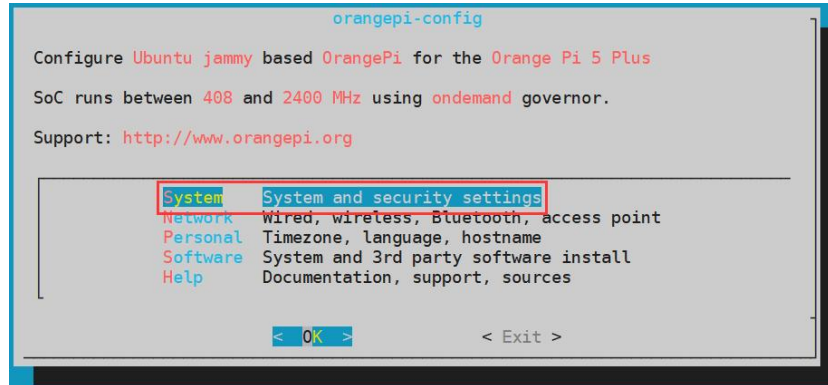 orangepi-config
Configure Ubuntu jammy based OrangePi for the Orange Pi 5 Plus
SoC runs between 408 and 2400 MHz using ondemand governor.
Support: http://www.orangepi.org
System System and security settings
Network Wired, wireless, Bluetooth, access point
Personal Timezone, language, hostname
Software System and 3rd party software install
Help Documentation, support, sources
< OK > < Exit >